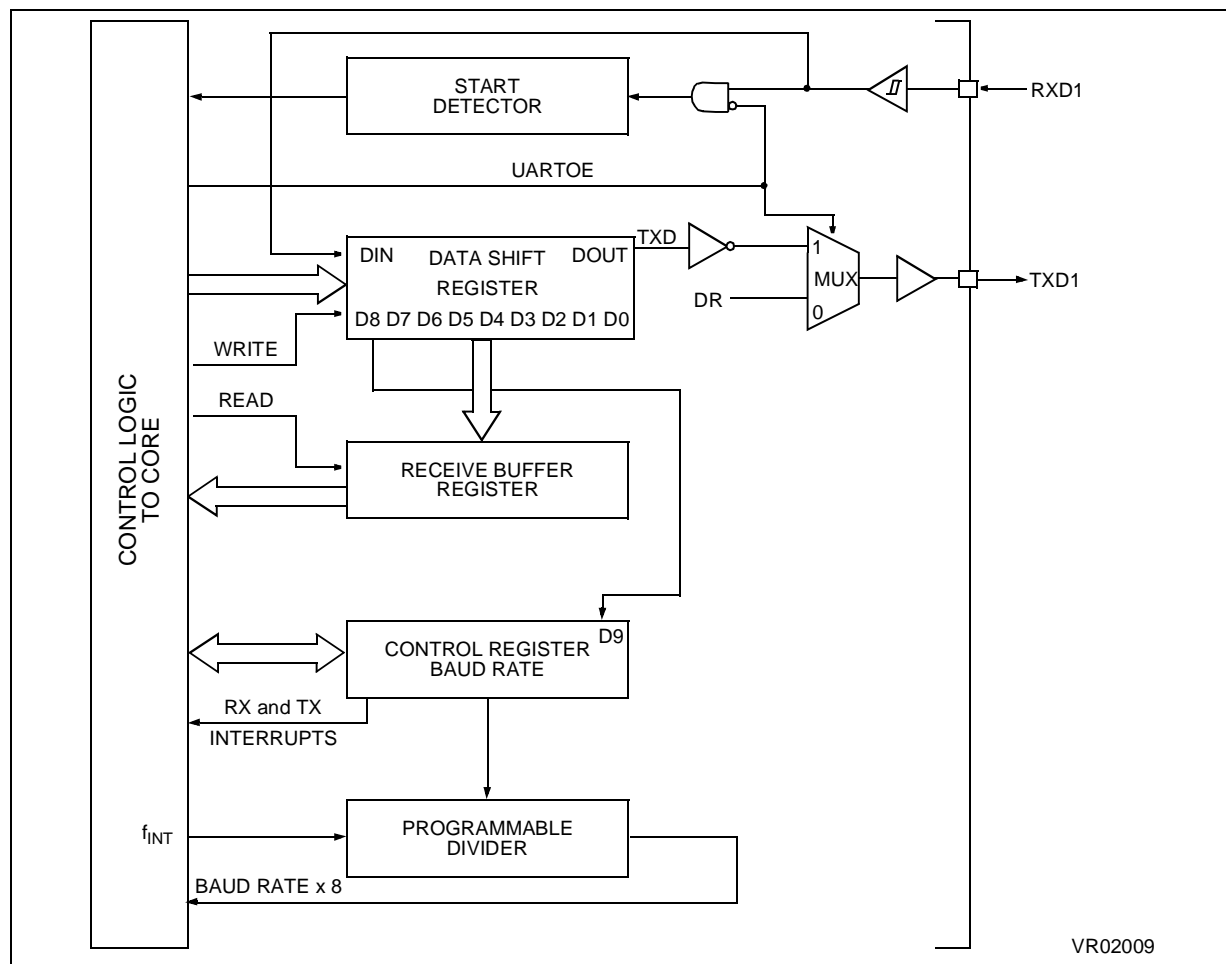 START
DETECTOR
RXD1
UARTOE
TXD
DIN DATA SHIFT DOUT
REGISTER
D8 D7 D6 D5 D4 D3 D2 D1 D0
1
MUX
0
DR
TXD1
WRITE
READ
CONTROL LOGIC
TO CORE
RECEIVE BUFFER
REGISTER
D9
CONTROL REGISTER
BAUD RATE
RX and TX
INTERRUPTS
fINT
PROGRAMMABLE
DIVIDER
BAUD RATE x 8
VR02009